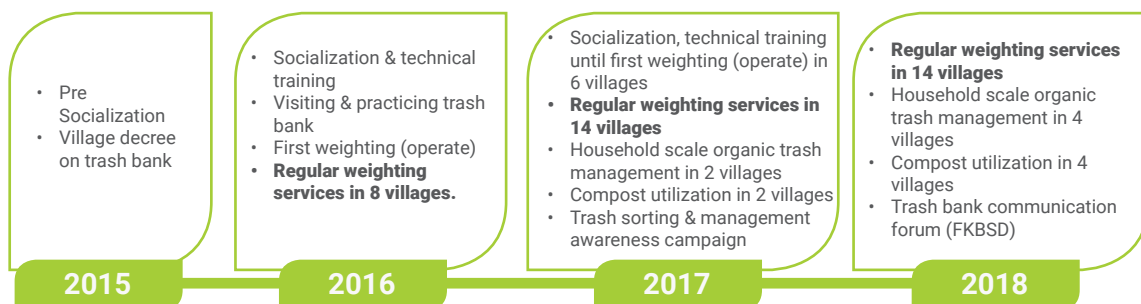 • Pre
Socialization
• Village decree
on trash bank
2015
• Socialization & technical
training
• Visiting & practicing trash
bank
• First weighting (operate)
• Regular weighting
services in 8 villages.
2016
• Socialization, technical training
until first weighting (operate) in
6 villages
• Regular weighting services in
14 villages
• Household scale organic trash
management in 2 villages
• Compost utilization in 2 villages
• Trash sorting & management
awareness campaign
2017
• Regular weighting services
in 14 villages
• Household scale organic
trash management in 4
villages
• Compost utilization in 4
villages
• Trash bank communication
forum (FKBSD)
2018